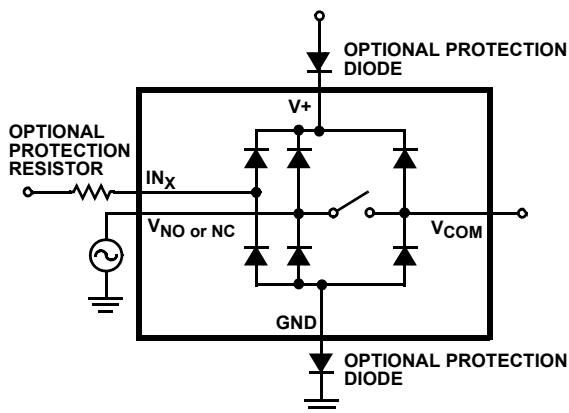 OPTIONAL PROTECTION
DIODE
V+
OPTIONAL
PROTECTION
RESISTOR
INX
VNO or NC
VCOM
GND
OPTIONAL PROTECTION
DIODE